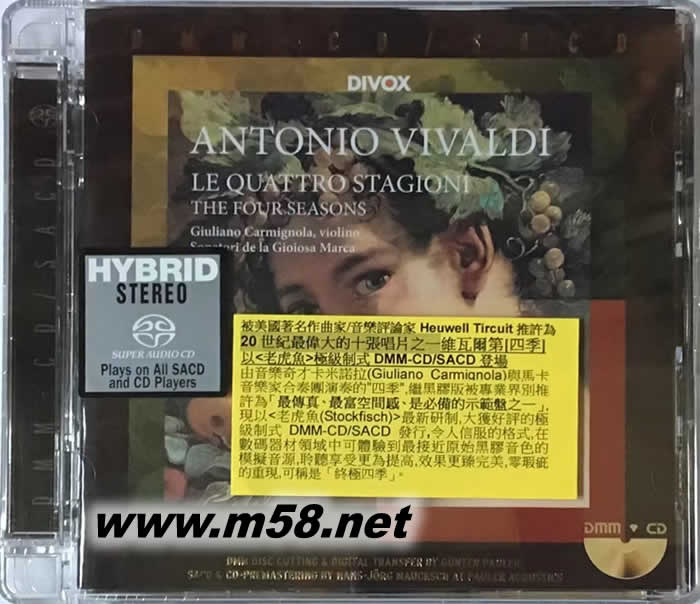 DMM-CD/SACD
DIVOX
ANTONIO VIVALDI
LE QUATTRO STAGIONI
THE FOUR SEASONS
Giuliano Carmignola, violino
Sonatori de la Gioiosa Marca
DMM-CD/SACD
HYBRID
STEREO
SUPER AUDIO CD
Plays on All SACD
and CD Players
被美國著名作曲家/音樂評論家 Heuwell Tircuit 推許為
20 世紀最偉大的十張唱片之一維瓦爾第[四季]
以<老虎魚>極級制式 DMM-CD/SACD 登場
由音樂奇才卡米諾拉(Giuliano Carmignola)與馬卡
音樂家合奏團演奏的"四季",繼黑膠版被專業界別推
許為「最傳真、最富空間感、是必備的示範盤之一」,
現以<老虎魚(Stockfisch)>最新研制,大獲好評的極
級制式 DMM-CD/SACD 發行,令人信服的格式,在
數碼器材領域中可體驗到最接近原始黑膠音色的
模擬音源,聆聽享受更為提高,效果更臻完美,零瑕疵
的重現,可稱是「終極四季」。
www.m58.net
DMM CD
DMM DISC CUTTING & DIGITAL TRANSFER BY GÜNTER PAULER
SACD & CD-PREMASTERING BY HANS-JÖRG MAUCKSCH AT PAULER ACOUSTICS